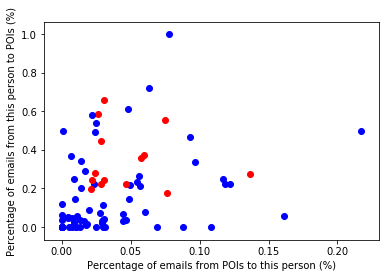 Percentage of emails from this person to POIs (%)
1.0
0.8
0.6
0.4
0.2
0.0
0.00 0.05 0.10 0.15 0.20
Percentage of emails from POIs to this person (%)